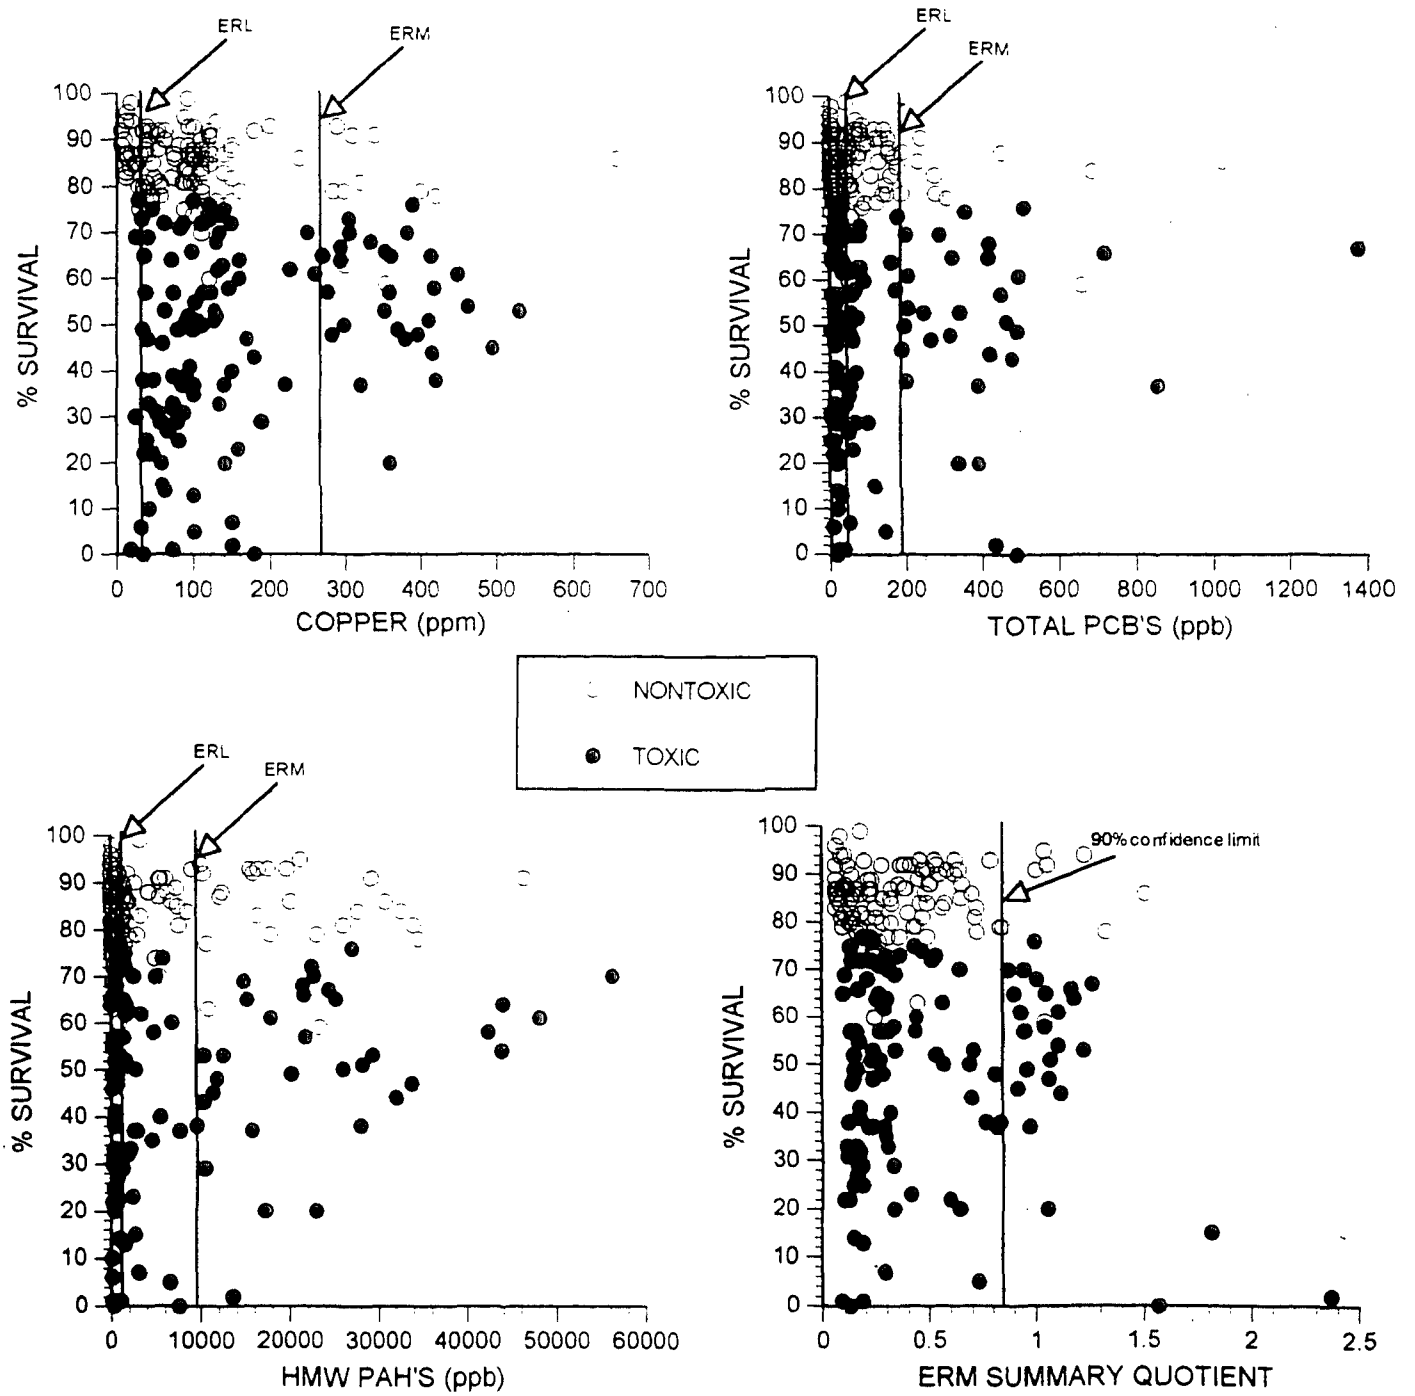 ERL
ERM
100
90
80
70
60
50
40
30
20
10
0
% SURVIVAL
0 100 200 300 400 500 600 700
COPPER (ppm)
ERL
ERM
100
90
80
70
60
50
40
30
20
10
0
% SURVIVAL
0 200 400 600 800 1000 1200 1400
TOTAL PCB'S (ppb)
NONTOXIC
TOXIC
ERL
ERM
100
90
80
70
60
50
40
30
20
10
0
% SURVIVAL
0 10000 20000 30000 40000 50000 60000
HMW PAH'S (ppb)
90% confidence limit
100
90
80
70
60
50
40
30
20
10
0
% SURVIVAL
0 0.5 1 1.5 2 2.5
ERM SUMMARY QUOTIENT